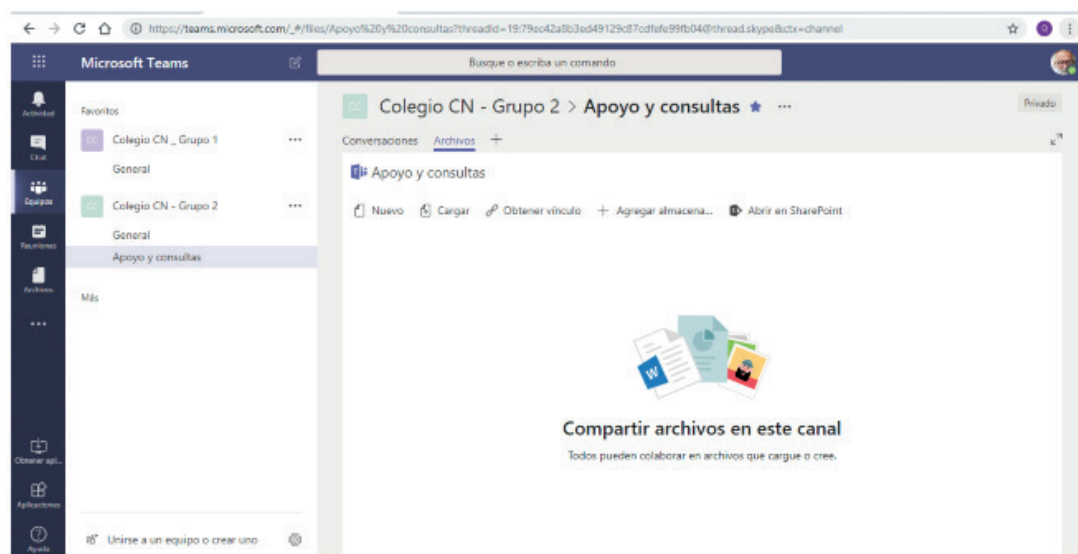 https://teams.microsoft.com/_#/files/Apoyo%20y%20consultas?threadId=19:79ec42a8b3ed49129c87cdfefe99fb04@thread.skype&ctx=channel
Microsoft Teams
Busque o escriba un comando
Actividad
Chat
Equipos
Reuniones
Archivos
Obtener apl...
Aplicaciones
Ayuda
Favoritos
CC Colegio CN _ Grupo 1
General
CC Colegio CN - Grupo 2
General
Apoyo y consultas
Más
Unirse a un equipo o crear uno
CC Colegio CN - Grupo 2 > Apoyo y consultas
Privado
Conversaciones Archivos
Apoyo y consultas
Nuevo Cargar Obtener vínculo Agregar almacena... Abrir en SharePoint
W
Compartir archivos en este canal
Todos pueden colaborar en archivos que cargue o cree.